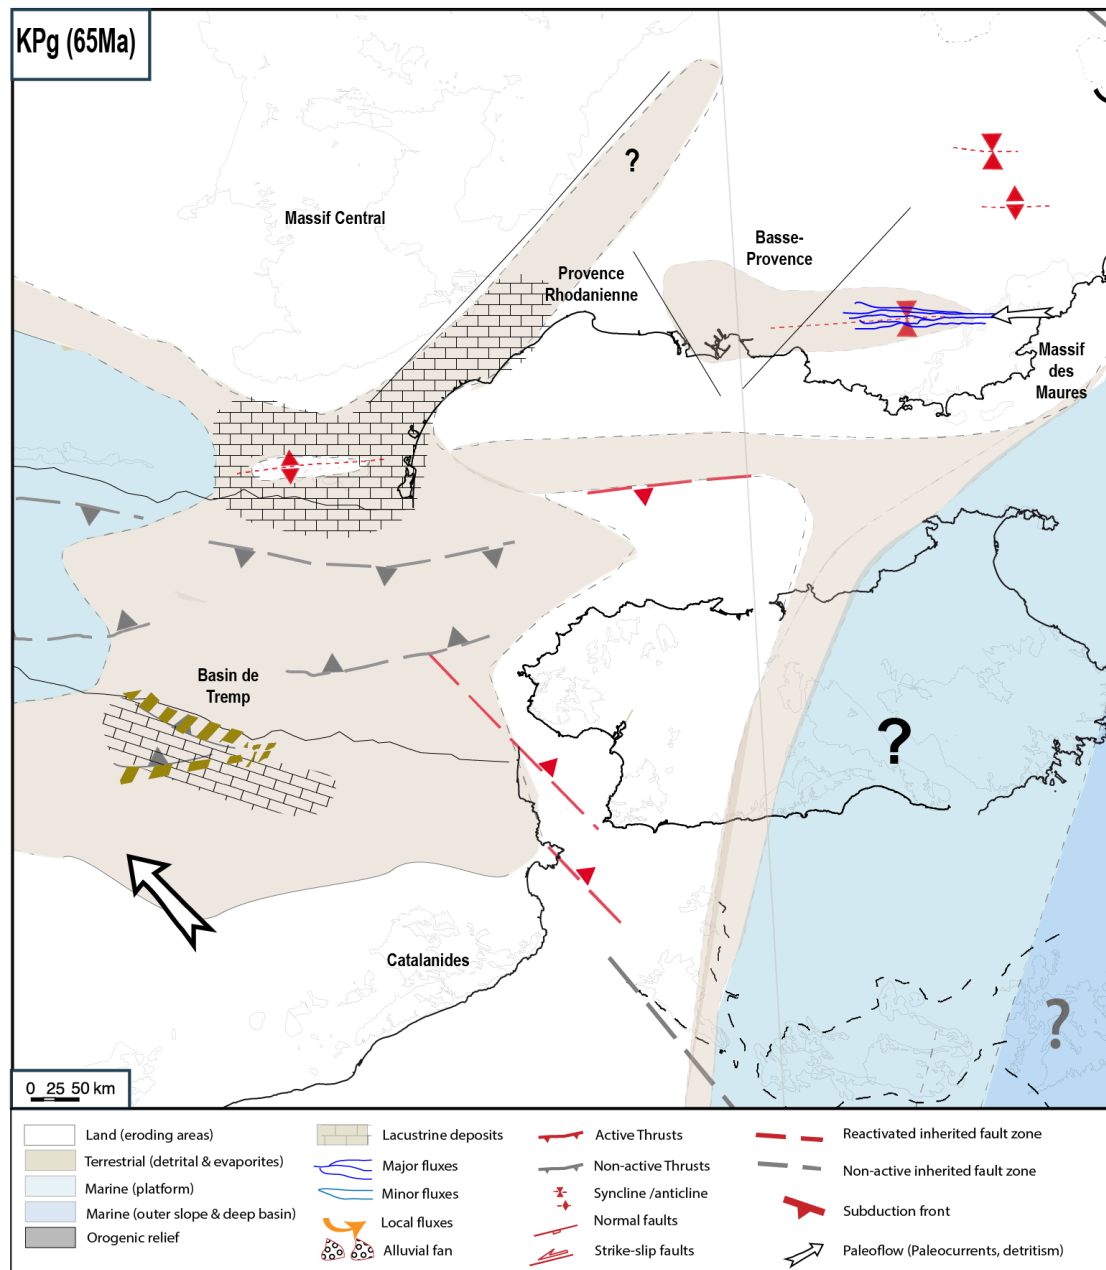 KPg (65Ma)
?
Massif Central
Basse-
Provence
Provence
Rhodanienne
Massif
des
Maures
Basin de
Tremp
?
Catalanides
?
0 25 50 km
Land (eroding areas)
Terrestrial (detrital & evaporites)
Marine (platform)
Marine (outer slope & deep basin)
Orogenic relief
Lacustrine deposits
Major fluxes
Minor fluxes
Local fluxes
Alluvial fan
Active Thrusts
Non-active Thrusts
Syncline /anticline
Normal faults
Strike-slip faults
Reactivated inherited fault zone
Non-active inherited fault zone
Subduction front
Paleoflow (Paleocurrents, detritism)